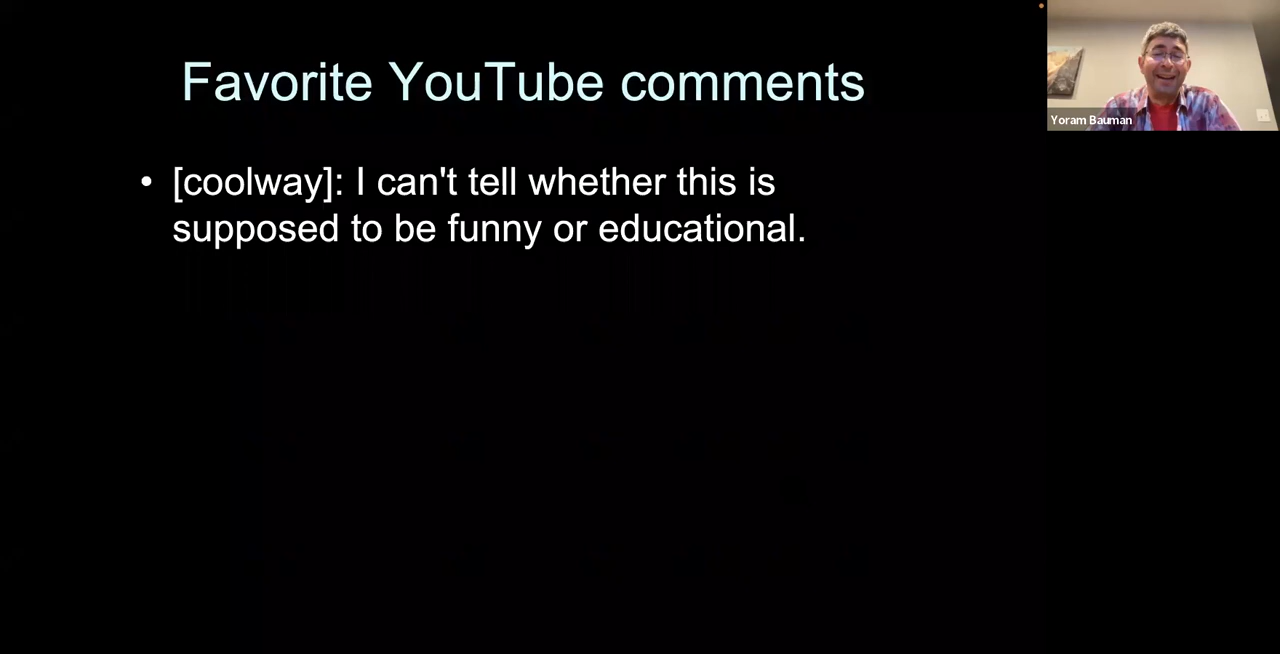 Favorite YouTube comments
• [coolway]: I can't tell whether this is
supposed to be funny or educational.
Yoram Bauman